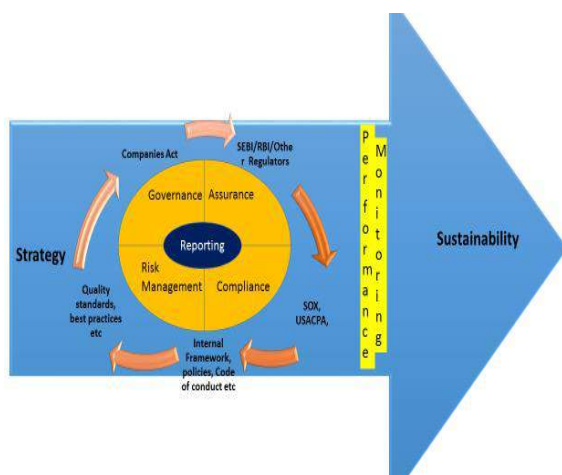 Companies Act
SEBI/RBI/Othe
r Regulators
Governance
Assurance
Strategy
Reporting
Risk
Management
Compliance
Quality
standards,
best practices
etc
SOX,
USACPA,
Internal
Framework,
policies, Code
of conduct etc
Performance
Monitoring
Sustainability